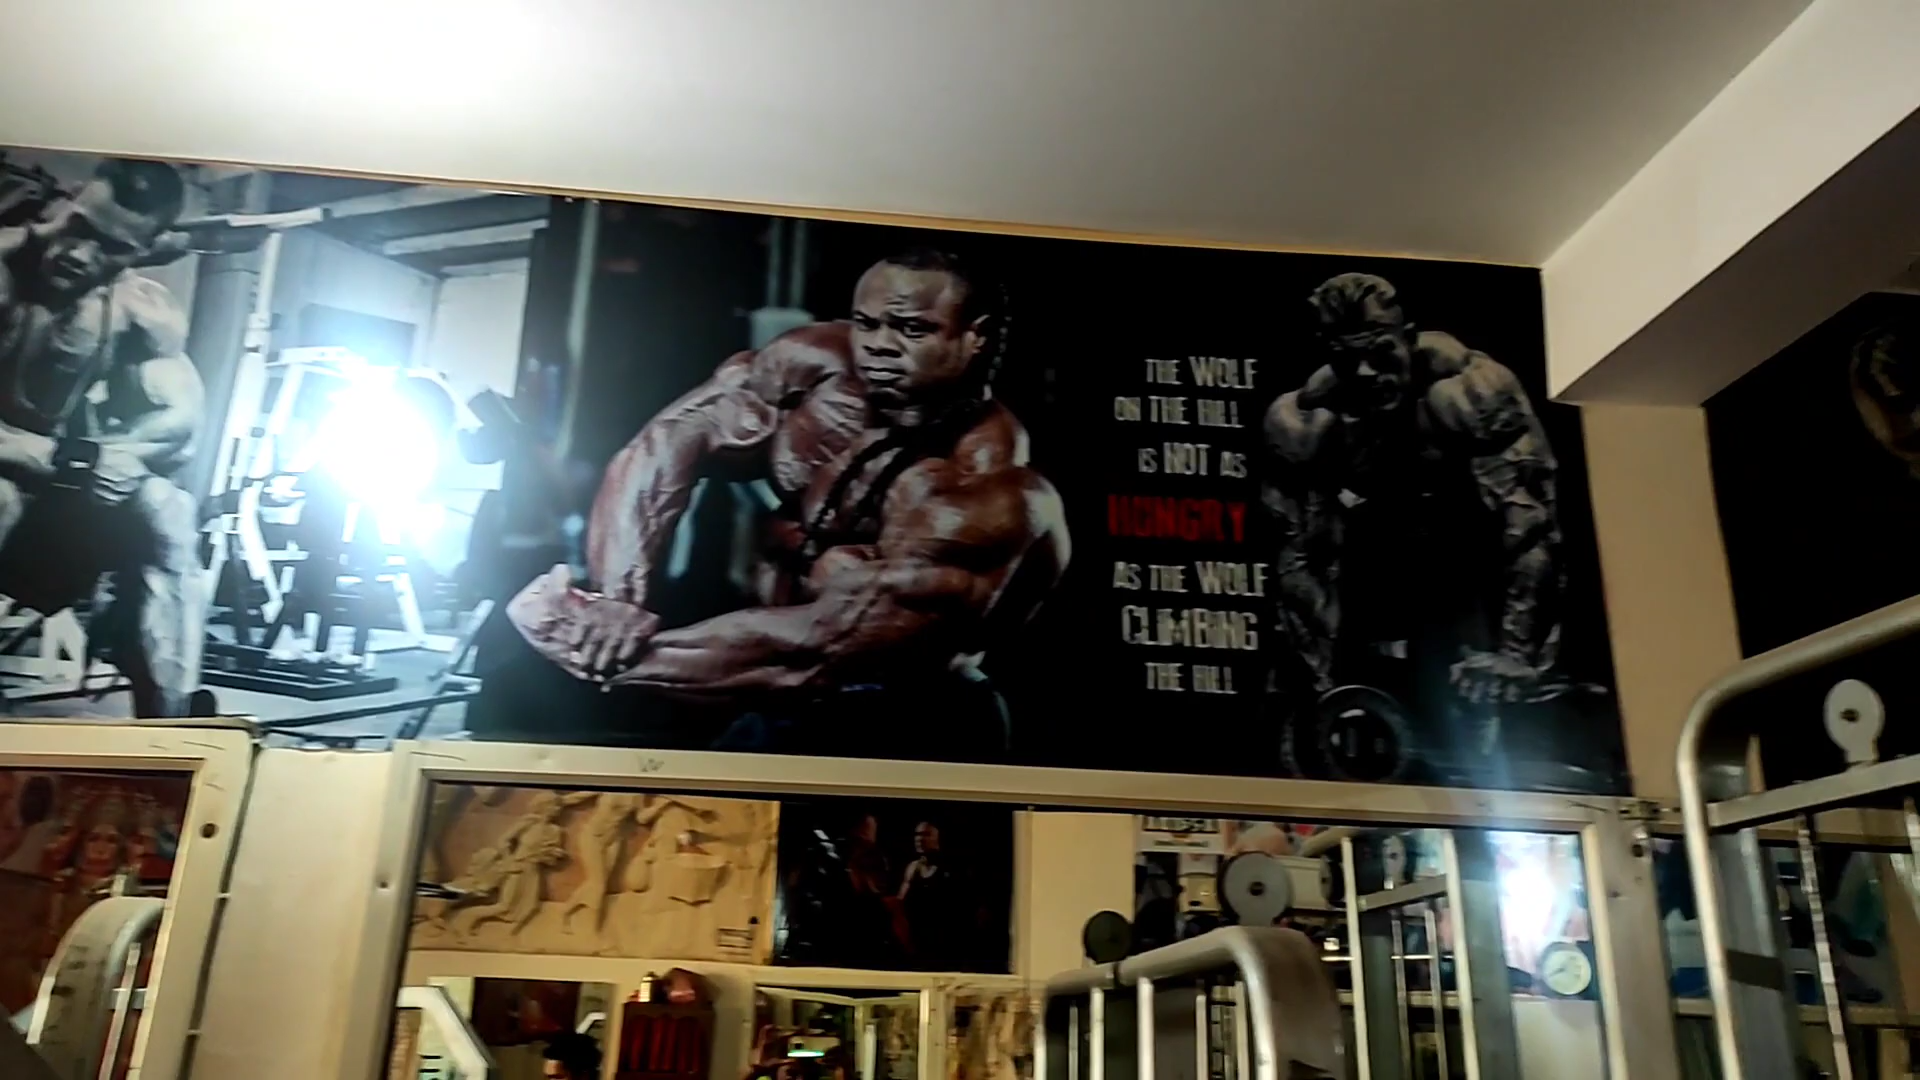 THE WOLF
ON THE HILL
IS NOT AS
HUNGRY
AS THE WOLF
CLIMBING
THE HILL